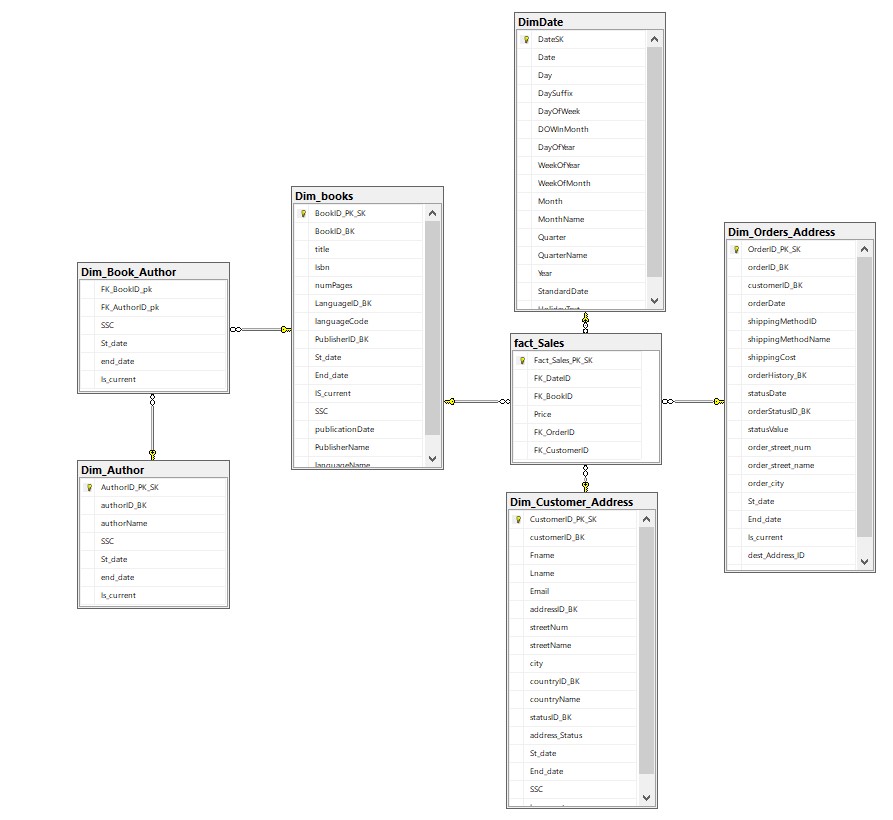 DimDate
DateSK
Date
Day
DaySuffix
DayOfWeek
DOWInMonth
DayOfYear
WeekOfYear
WeekOfMonth
Month
MonthName
Quarter
QuarterName
Year
StandardDate
HolidayText
Dim_books
BookID_PK_SK
BookID_BK
title
Isbn
numPages
LanguageID_BK
languageCode
PublisherID_BK
St_date
End_date
IS_current
SSC
publicationDate
PublisherName
languageName
Dim_Orders_Address
OrderID_PK_SK
orderID_BK
customerID_BK
orderDate
shippingMethodID
shippingMethodName
shippingCost
orderHistory_BK
statusDate
orderStatusID_BK
statusValue
order_street_num
order_street_name
order_city
St_date
End_date
Is_current
dest_Address_ID
Dim_Book_Author
FK_BookID_pk
FK_AuthorID_pk
SSC
St_date
end_date
Is_current
fact_Sales
Fact_Sales_PK_SK
FK_DateID
FK_BookID
Price
FK_OrderID
FK_CustomerID
Dim_Author
AuthorID_PK_SK
authorID_BK
authorName
SSC
St_date
end_date
Is_current
Dim_Customer_Address
CustomerID_PK_SK
customerID_BK
Fname
Lname
Email
addressID_BK
streetNum
streetName
city
countryID_BK
countryName
statusID_BK
address_Status
St_date
End_date
SSC